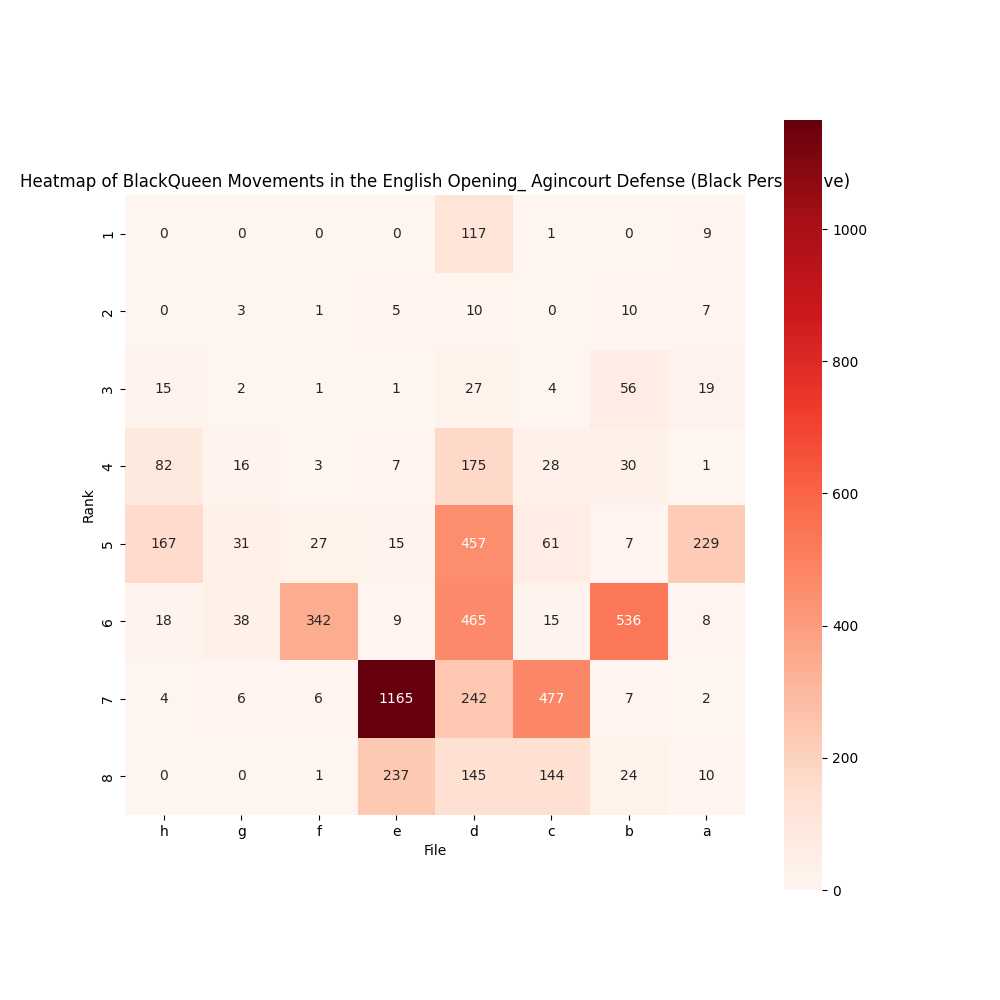 Heatmap of BlackQueen Movements in the English Opening_ Agincourt Defense (Black Pers ve)
1 0 0 0 0 117 1 0 9
2 0 3 1 5 10 0 10 7
3 15 2 1 1 27 4 56 19
4 82 16 3 7 175 28 30 1
5 167 31 27 15 457 61 7 229
6 18 38 342 9 465 15 536 8
7 4 6 6 1165 242 477 7 2
8 0 0 1 237 145 144 24 10
h g f e d c b a
File
Rank
1000
800
600
400
200
0